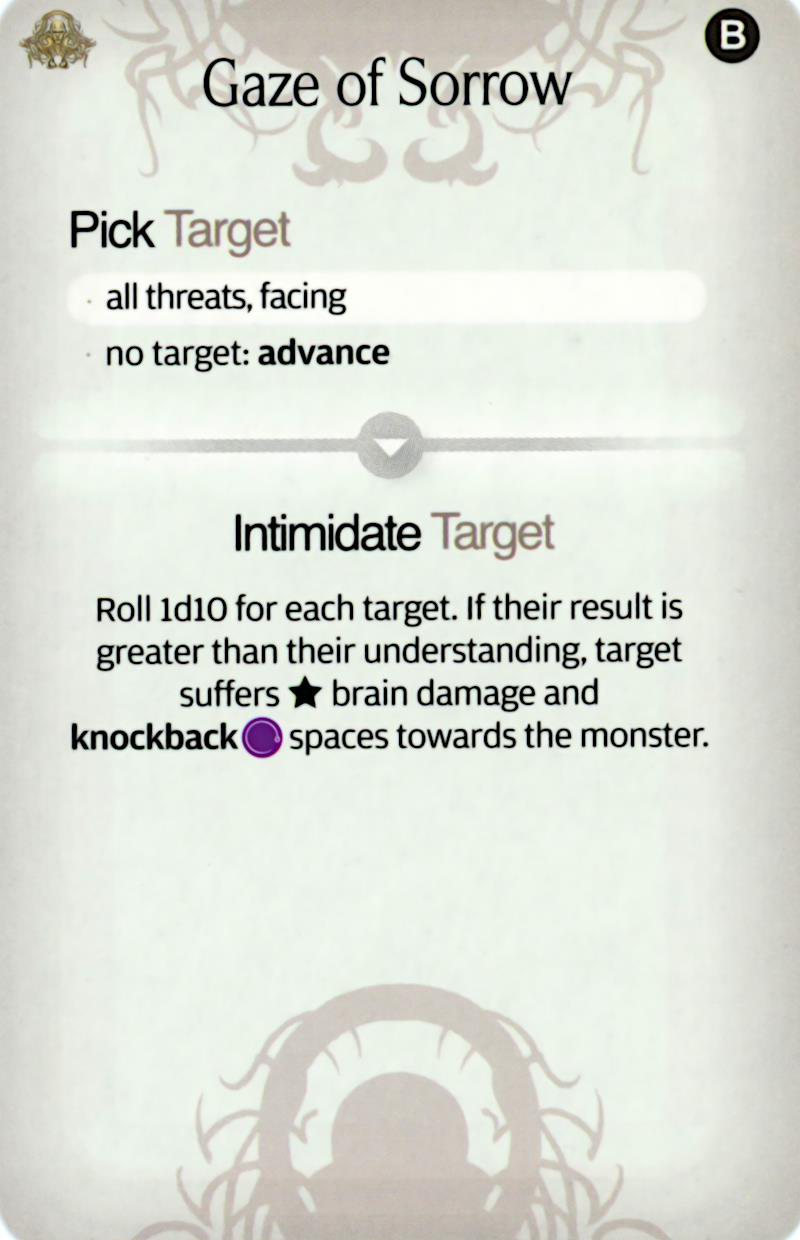 B
Gaze of Sorrow
Pick Target
· all threats, facing
· no target: advance
Intimidate Target
Roll 1d10 for each target. If their result is
greater than their understanding, target
suffers ★ brain damage and
knockback spaces towards the monster.